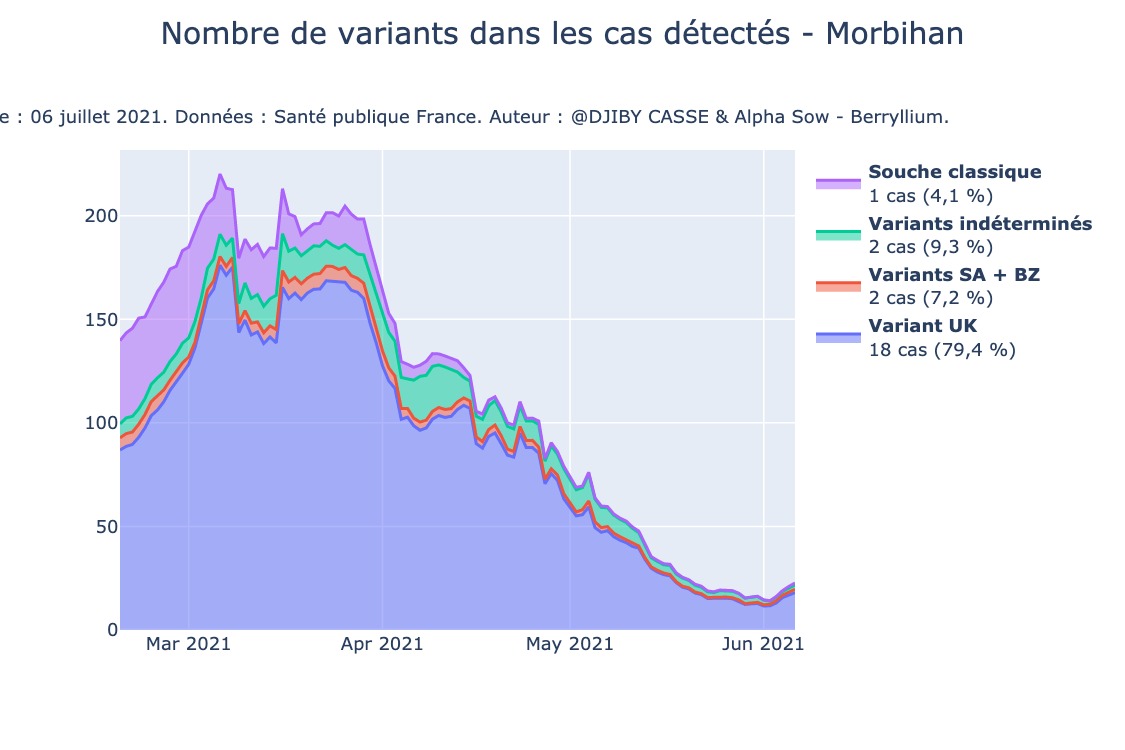 Nombre de variants dans les cas détectés - Morbihan
e : 06 juillet 2021. Données : Santé publique France. Auteur : @DJIBY CASSE & Alpha Sow - Berryllium.
Souche classique
1 cas (4,1 %)
Variants indéterminés
2 cas (9,3 %)
Variants SA + BZ
2 cas (7,2 %)
Variant UK
18 cas (79,4 %)
200
150
100
50
0
Mar 2021
Apr 2021
May 2021
Jun 2021